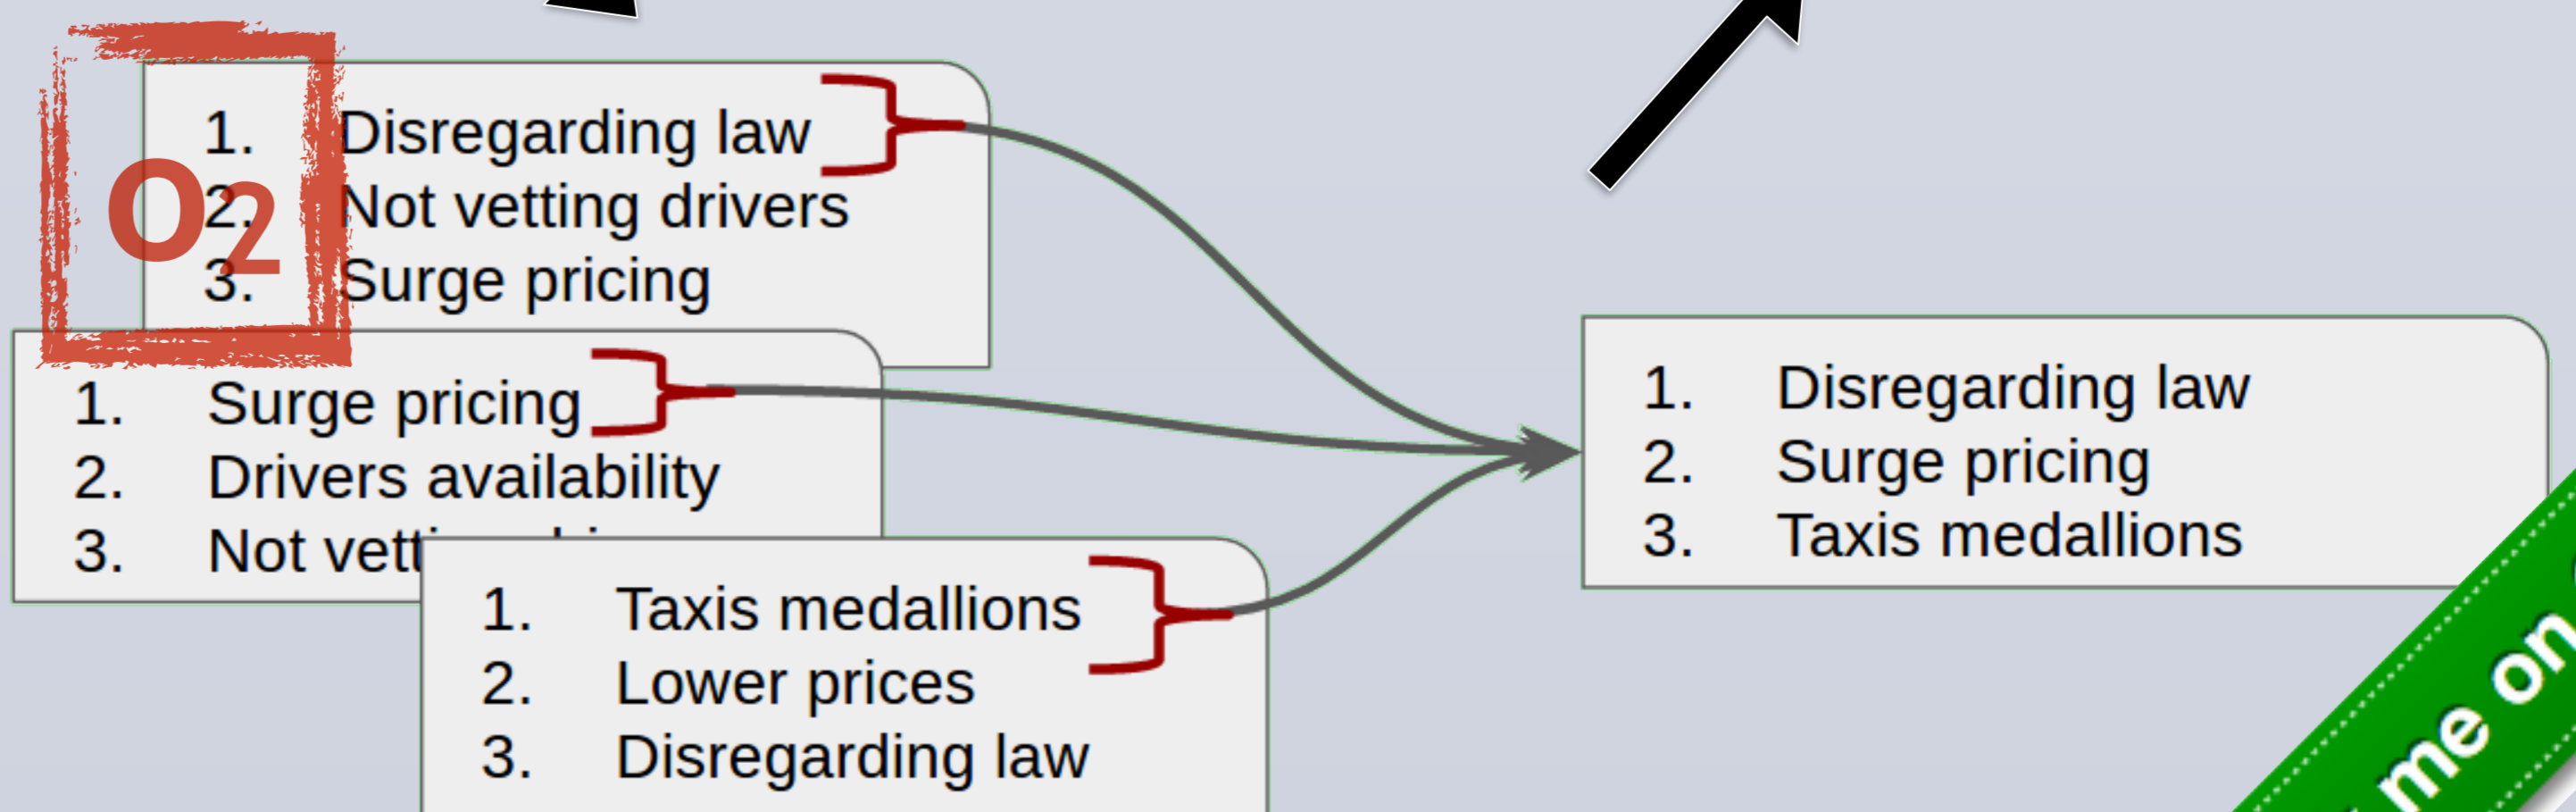 O2
1. Disregarding law
2. Not vetting drivers
3. Surge pricing
1. Surge pricing
2. Drivers availability
3. Not
1. Taxis medallions
2. Lower prices
3. Disregarding law
1. Disregarding law
2. Surge pricing
3. Taxis medallions
me on